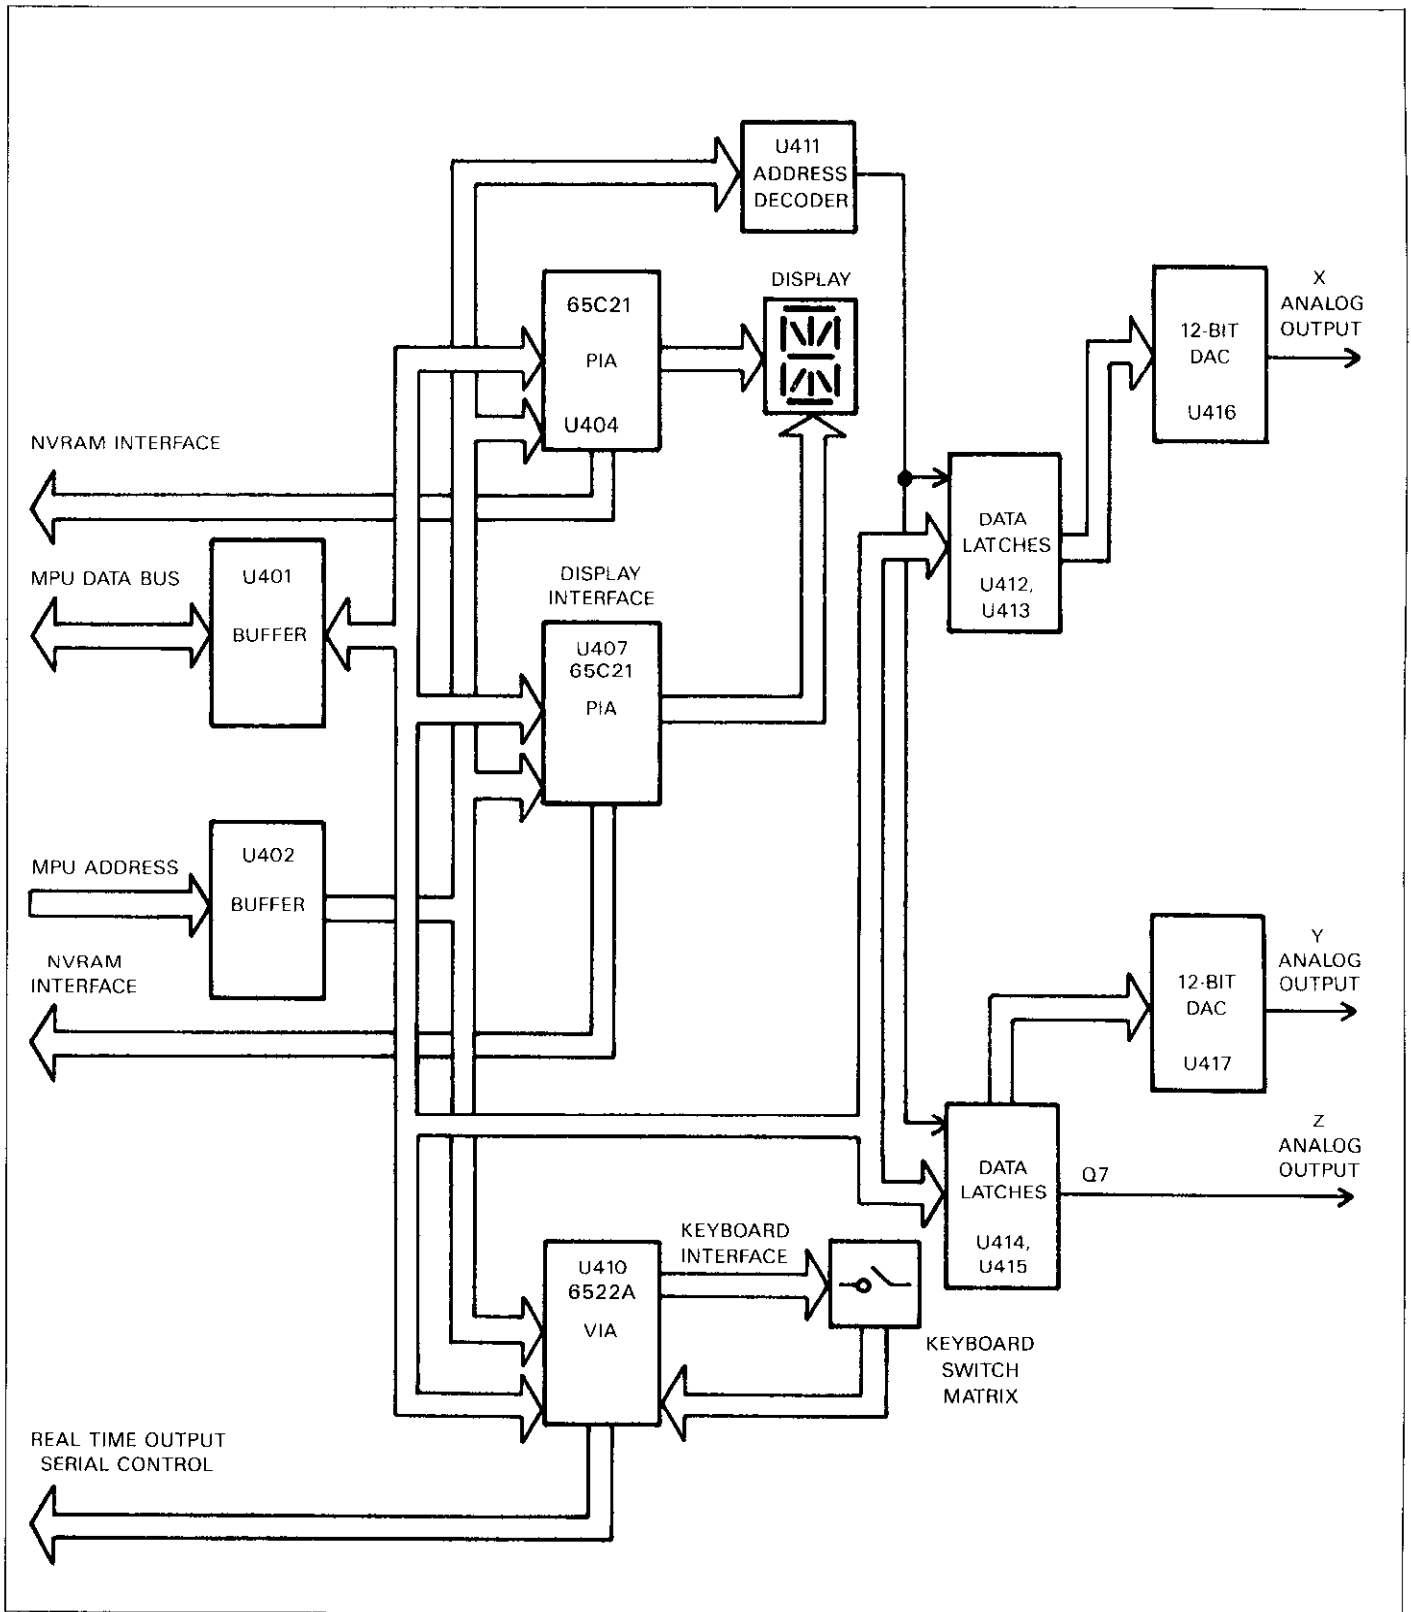 U411
ADDRESS
DECODER
65C21
PIA
U404
DISPLAY
12-BIT
DAC
U416
X
ANALOG
OUTPUT
NVRAM INTERFACE
MPU DATA BUS
U401
BUFFER
DISPLAY
INTERFACE
U407
65C21
PIA
DATA
LATCHES
U412,
U413
MPU ADDRESS
U402
BUFFER
NVRAM
INTERFACE
12-BIT
DAC
U417
Y
ANALOG
OUTPUT
DATA
LATCHES
U414,
U415
Q7
Z
ANALOG
OUTPUT
U410
6522A
VIA
KEYBOARD
INTERFACE
KEYBOARD
SWITCH
MATRIX
REAL TIME OUTPUT
SERIAL CONTROL